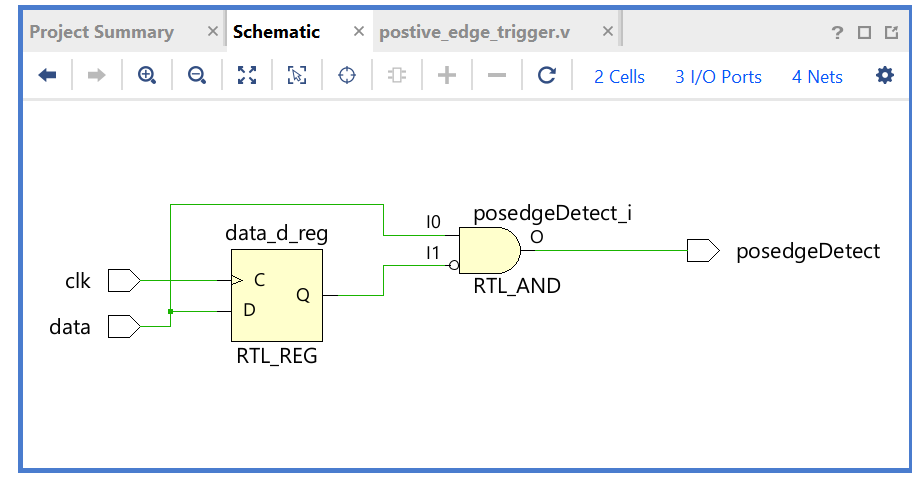 Project Summary × Schematic × postive_edge_trigger.v × ?
2 Cells 3 I/O Ports 4 Nets
I0 posedgeDetect_i
data_d_reg I1 O
posedgeDetect
clk C
Q RTL_AND
data D
RTL_REG